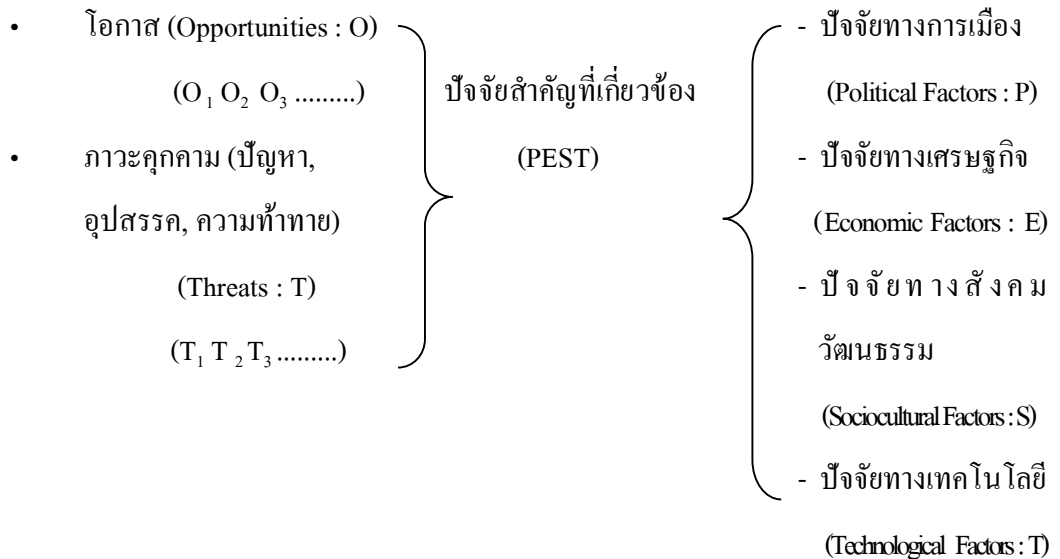 • โอกาส (Opportunities : O)
(O₁ O₂ O₃ .........)
• ภาวะคุกคาม (ปัญหา,
อุปสรรค, ความท้าทาย)
(Threats : T)
(T₁ T ₂ T₃ .........)
ปัจจัยสำคัญที่เกี่ยวข้อง
(PEST)
- ปัจจัยทางการเมือง
(Political Factors : P)
- ปัจจัยทางเศรษฐกิจ
(Economic Factors : E)
- ปัจจัยทางสังคม
วัฒนธรรม
(Sociocultural Factors : S)
- ปัจจัยทางเทคโนโลยี
(Technological Factors : T)